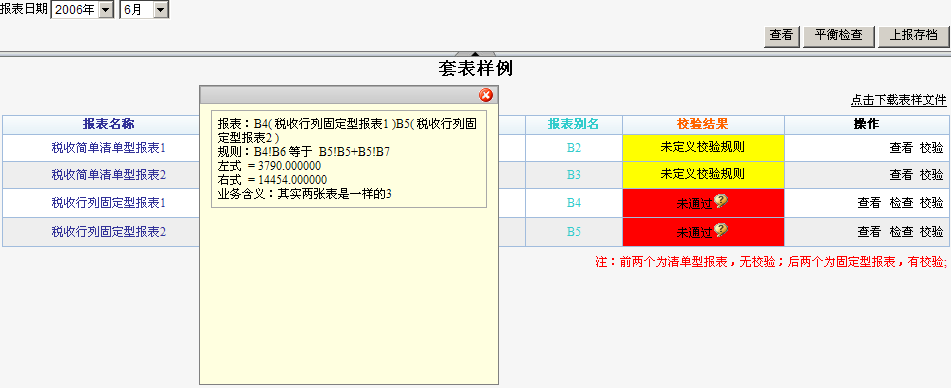 报表日期 2006年 6月
查看 平衡检查 上报存档
套表样例
点击下载表样文件
报表名称 报表别名 校验结果 操作
税收简单清单型报表1 B2 未定义校验规则 查看 校验
税收简单清单型报表2 B3 未定义校验规则 查看 校验
税收行列固定型报表1 B4 未通过 查看 检查 校验
税收行列固定型报表2 B5 未通过 查看 检查 校验
报表：B4( 税收行列固定型报表1 )B5( 税收行列固
定型报表2 )
规则：B4!B6 等于 B5!B5+B5!B7
左式 = 3790.000000
右式 = 14454.000000
业务含义：其实两张表是一样的3
注：前两个为清单型报表，无校验；后两个为固定型报表，有校验;